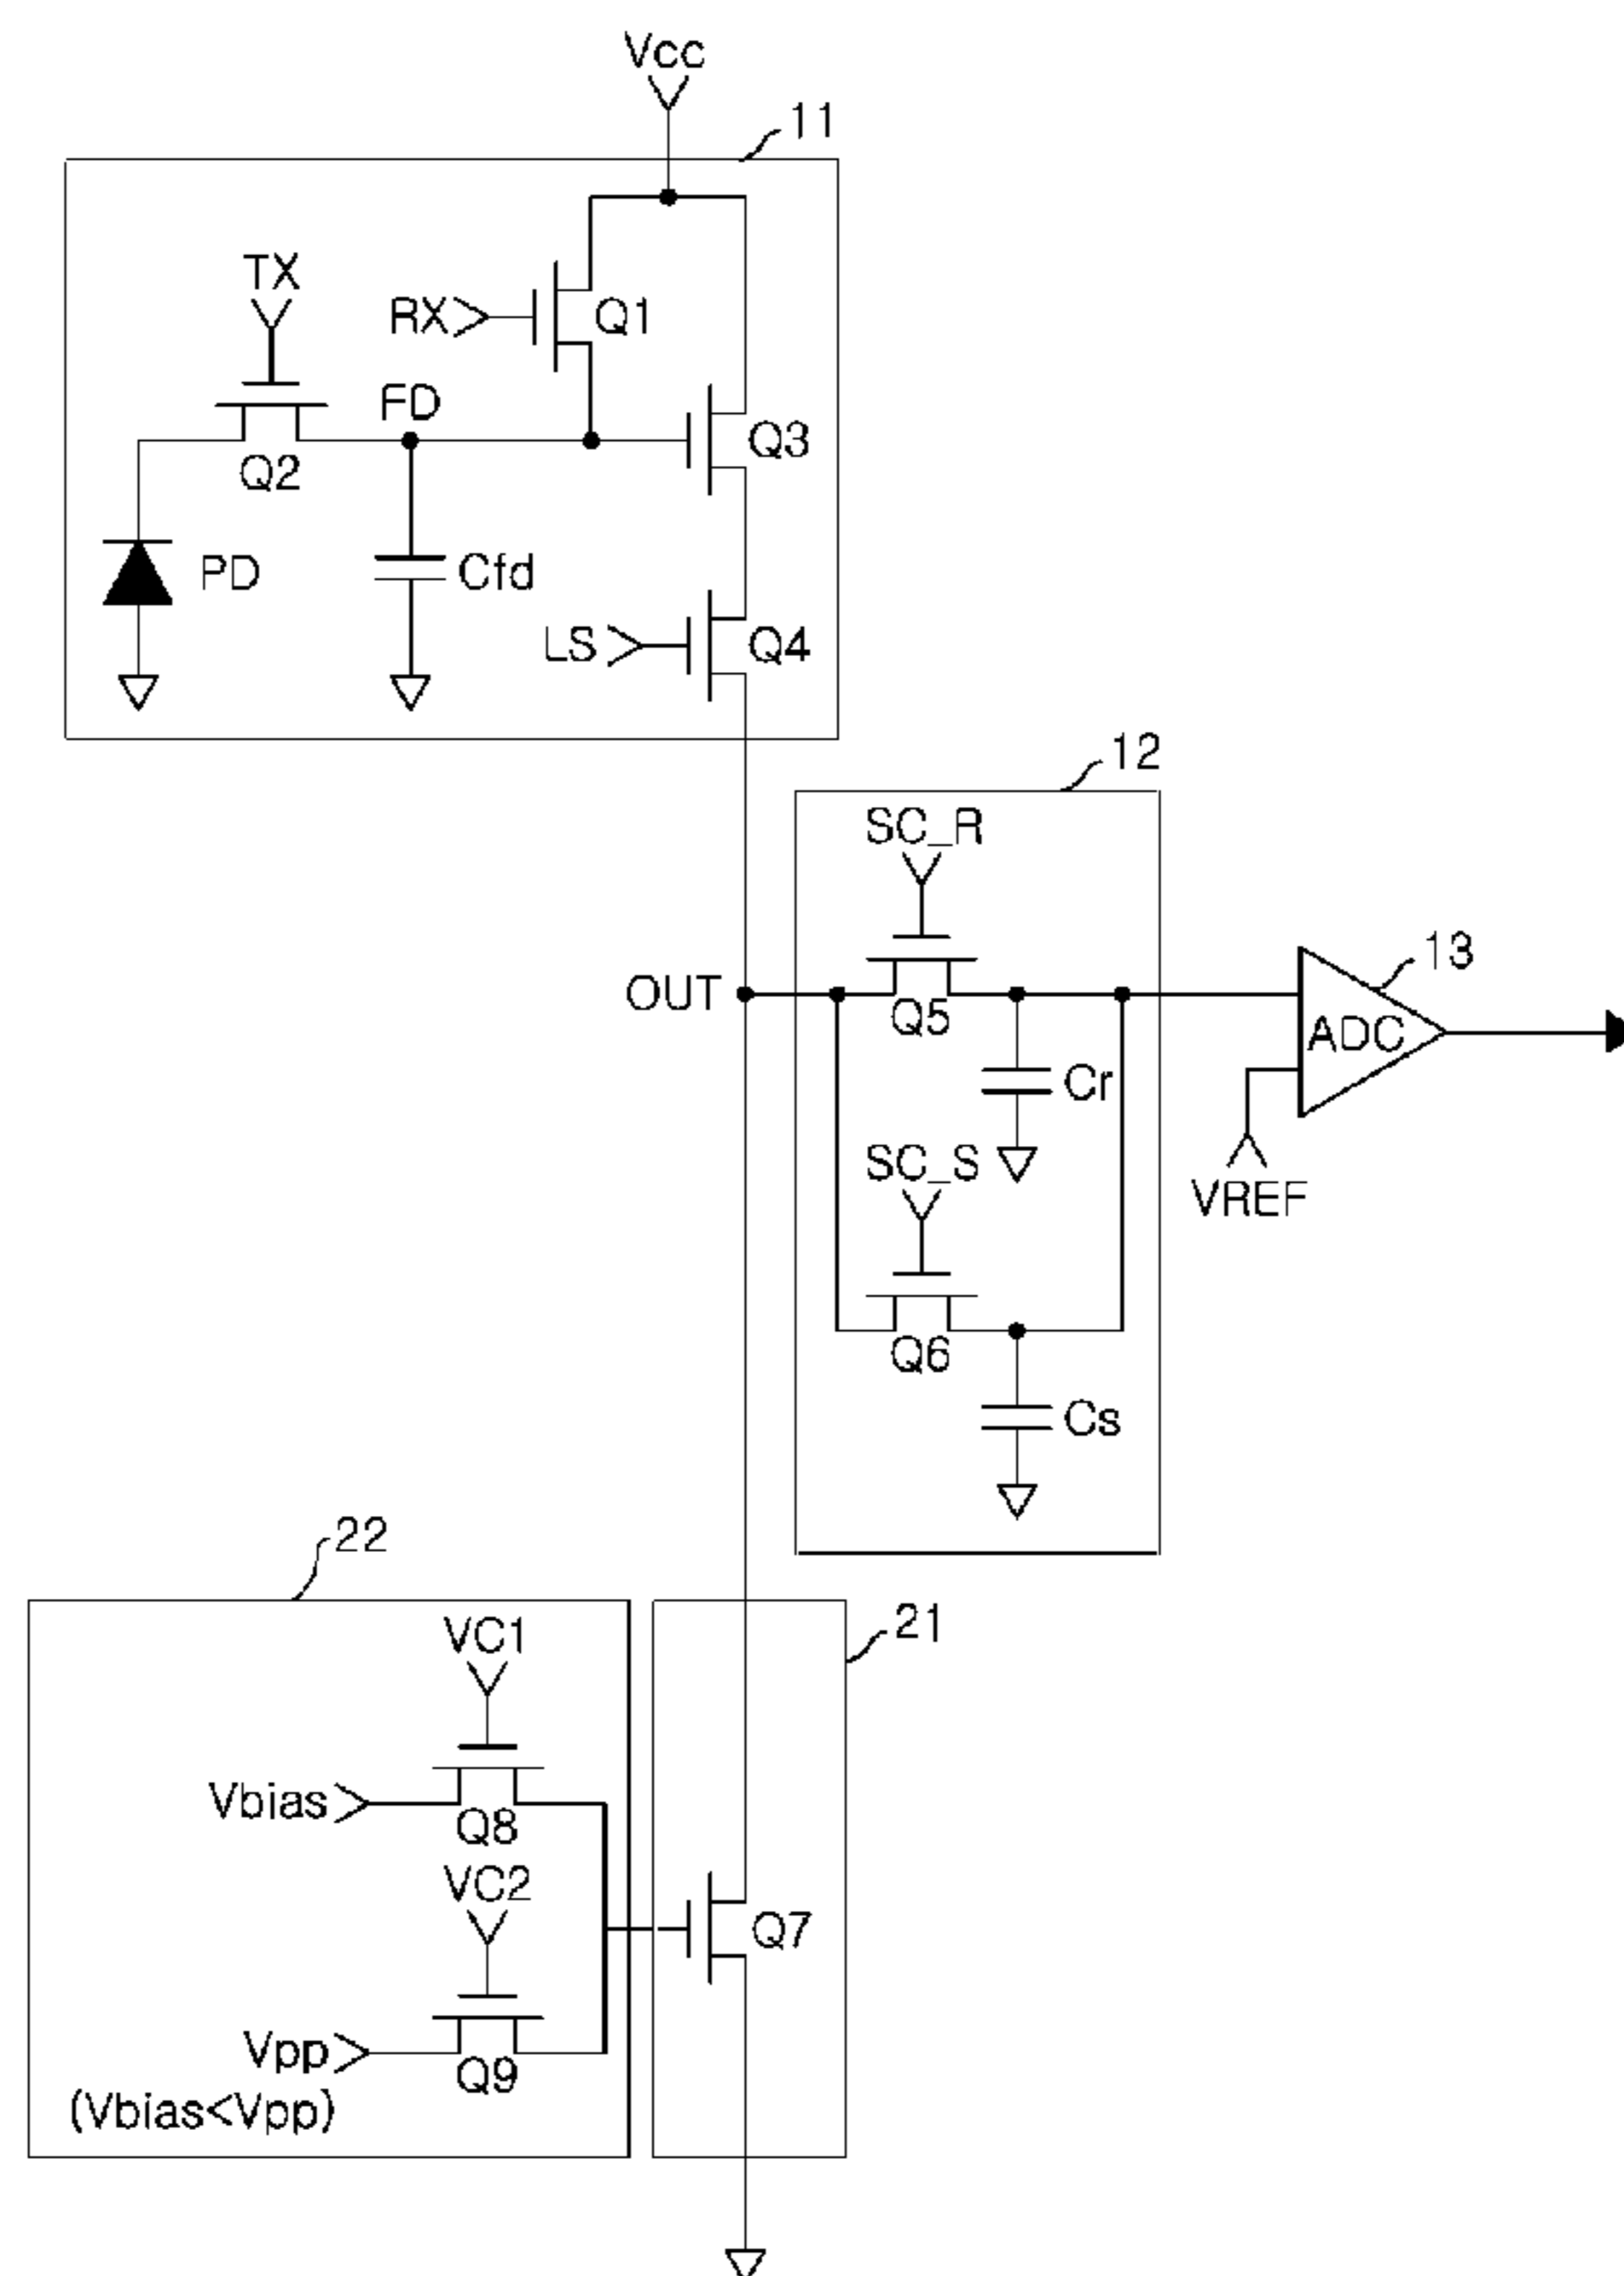 Vcc
11
TX
RX
Q1
FD
Q3
Q2
PD
Cfd
LS
Q4
12
SC_R
13
OUT
Q5
ADC
Cr
SC_S
VREF
Q6
Cs
22
21
VC1
Vbias
Q8
VC2
Q7
Vpp
Q9
(Vbias<Vpp)